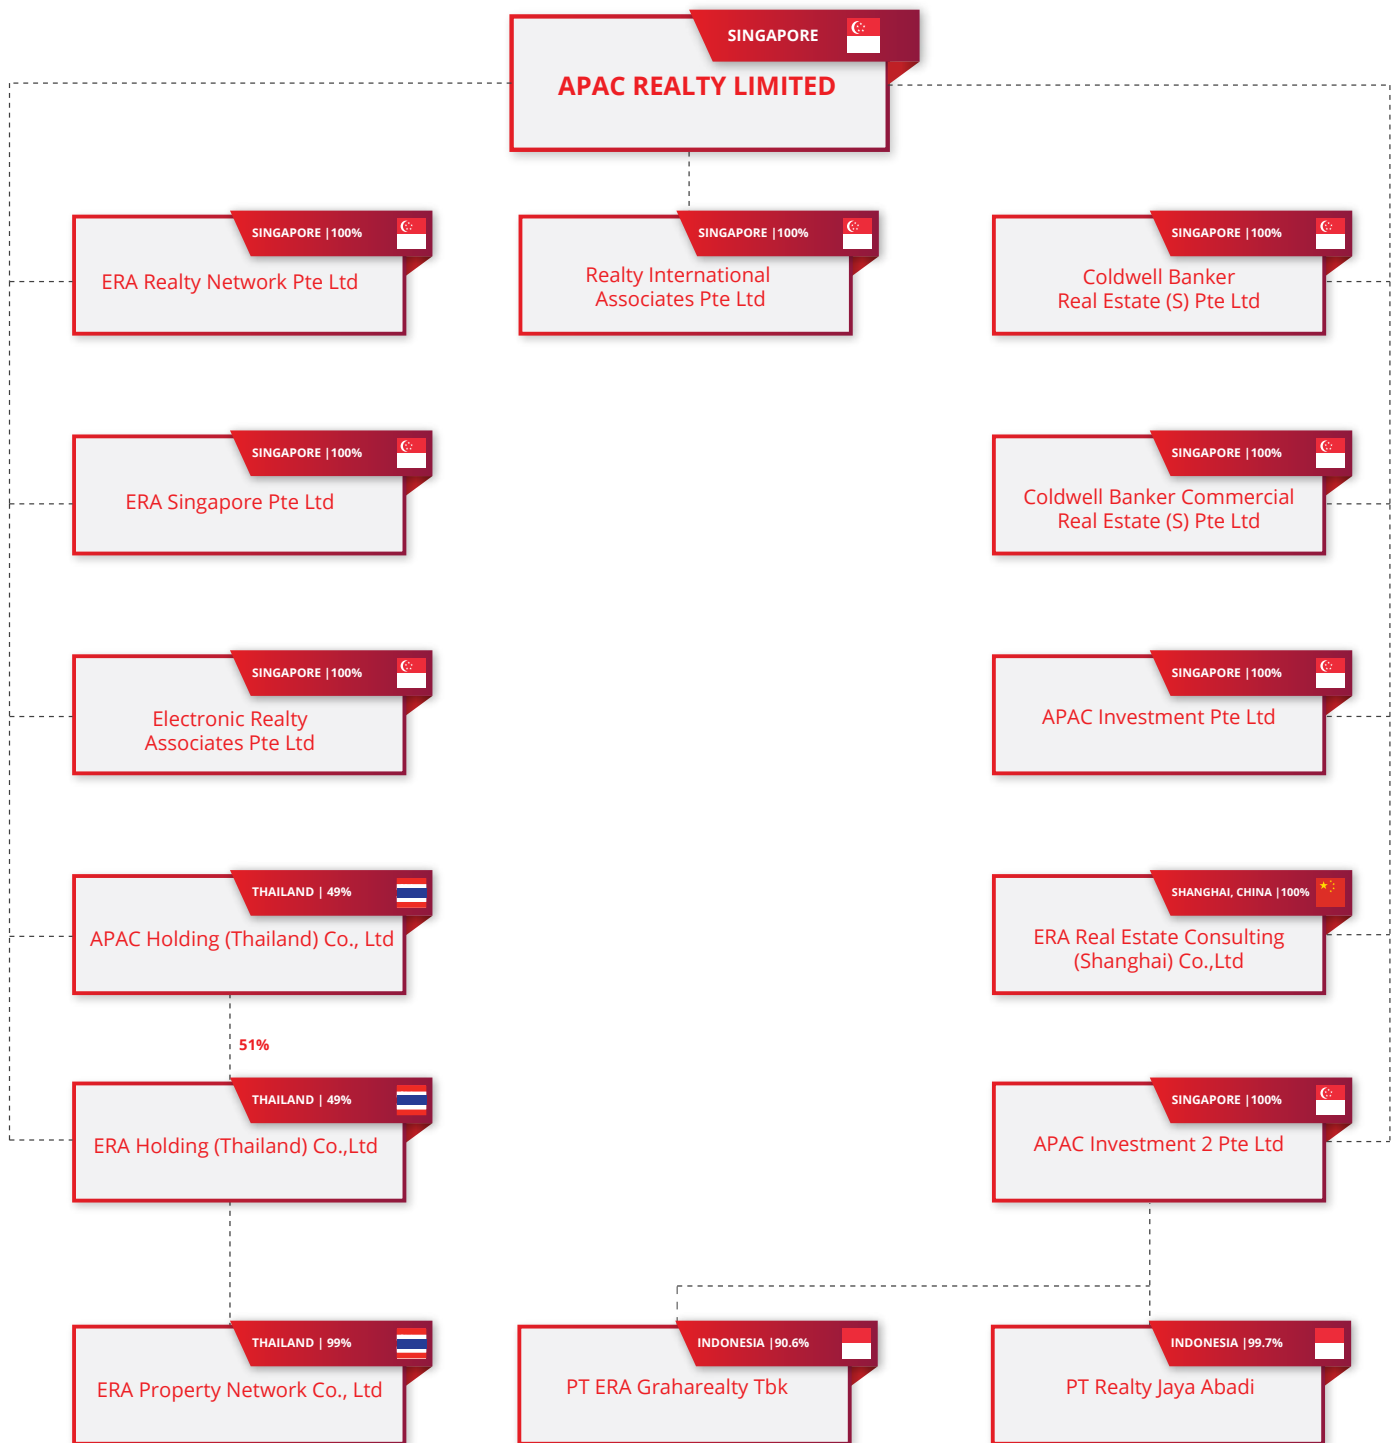 SINGAPORE
APAC REALTY LIMITED
SINGAPORE |100%
ERA Realty Network Pte Ltd
SINGAPORE |100%
Realty International
Associates Pte Ltd
SINGAPORE |100%
Coldwell Banker
Real Estate (S) Pte Ltd
SINGAPORE |100%
ERA Singapore Pte Ltd
SINGAPORE |100%
Coldwell Banker Commercial
Real Estate (S) Pte Ltd
SINGAPORE |100%
Electronic Realty
Associates Pte Ltd
SINGAPORE |100%
APAC Investment Pte Ltd
THAILAND | 49%
APAC Holding (Thailand) Co., Ltd
SHANGHAI, CHINA |100%
ERA Real Estate Consulting
(Shanghai) Co.,Ltd
51%
THAILAND | 49%
ERA Holding (Thailand) Co.,Ltd
SINGAPORE |100%
APAC Investment 2 Pte Ltd
THAILAND | 99%
ERA Property Network Co., Ltd
INDONESIA |90.6%
PT ERA Graharealty Tbk
INDONESIA |99.7%
PT Realty Jaya Abadi